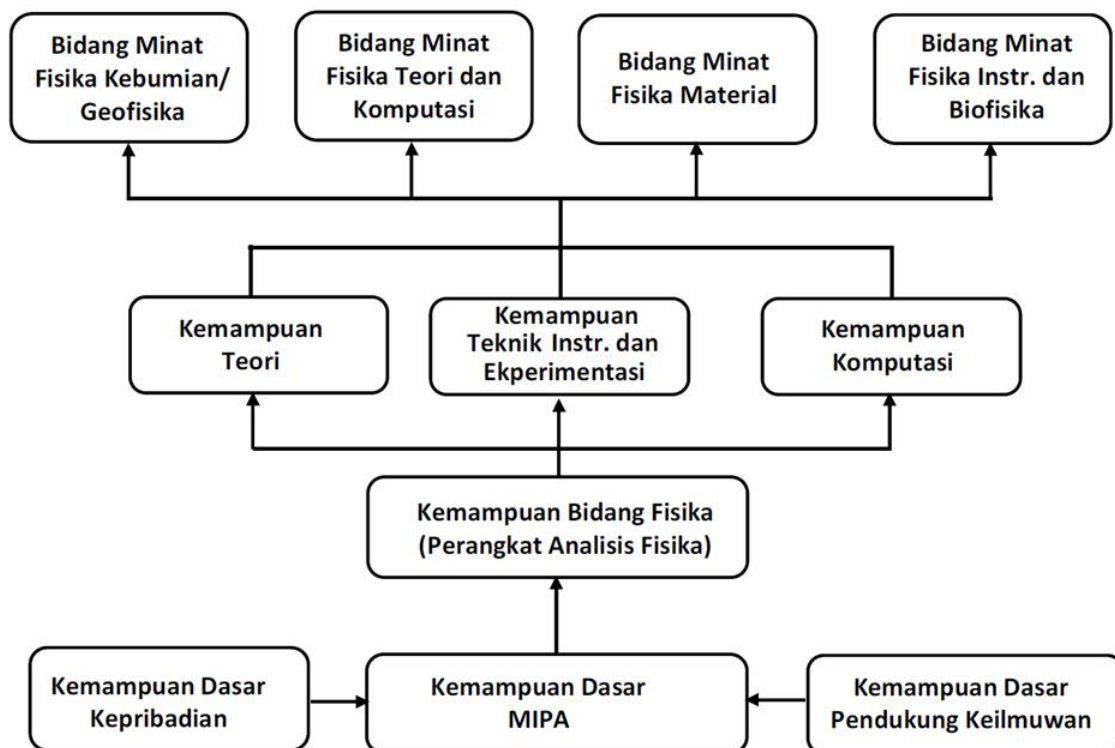 Bidang Minat
Fisika Kebumian/
Geofisika
Bidang Minat
Fisika Teori dan
Komputasi
Bidang Minat
Fisika Material
Bidang Minat
Fisika Instr. dan
Biofisika
Kemampuan
Teori
Kemampuan
Teknik Instr. dan
Ekperimentasi
Kemampuan
Komputasi
Kemampuan Bidang Fisika
(Perangkat Analisis Fisika)
Kemampuan Dasar
Kepribadian
Kemampuan Dasar
MIPA
Kemampuan Dasar
Pendukung Keilmuwan